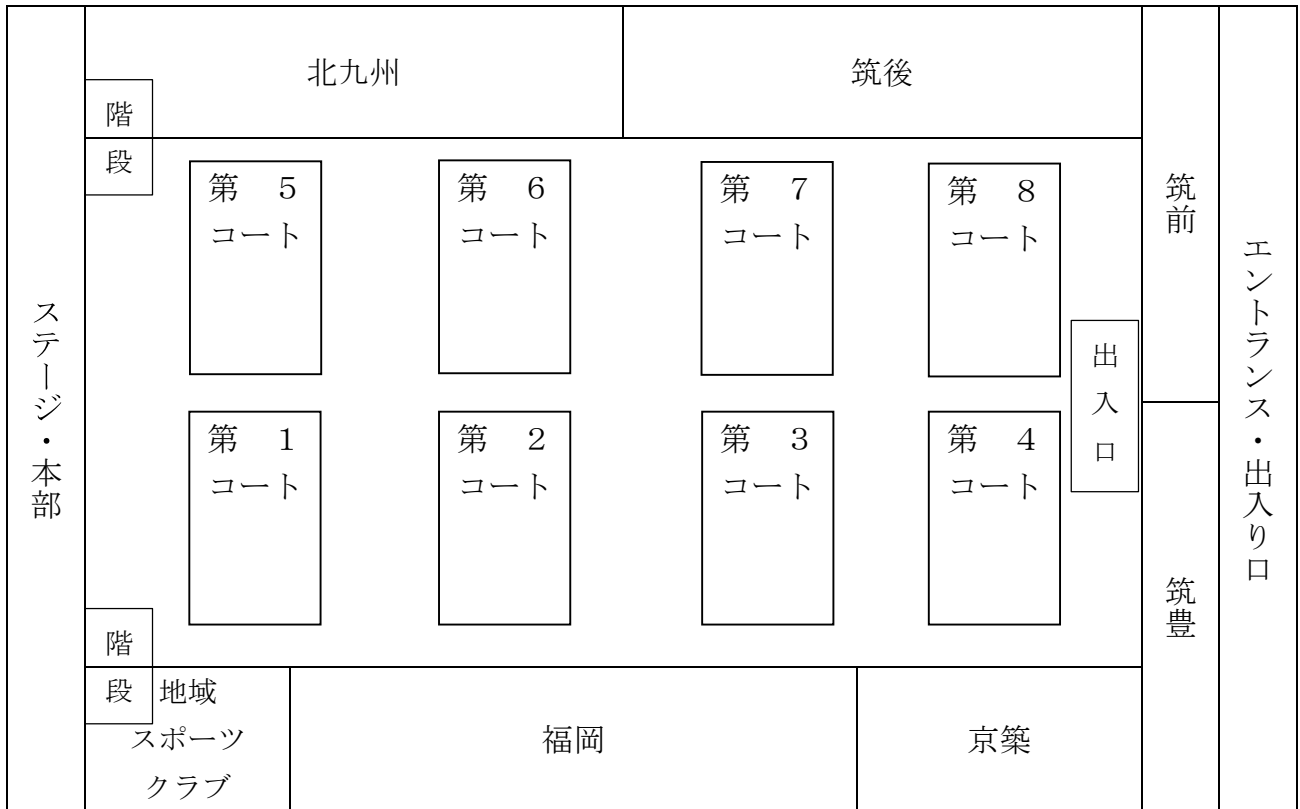 北九州
筑後
階
段
第　5
コート
第　6
コート
第　7
コート
第　8
コート
筑前
エントランス・出入り口
ステージ・本部
出
入
口
第　1
コート
第　2
コート
第　3
コート
第　4
コート
筑豊
階
段
地域
スポーツ
クラブ
福岡
京築